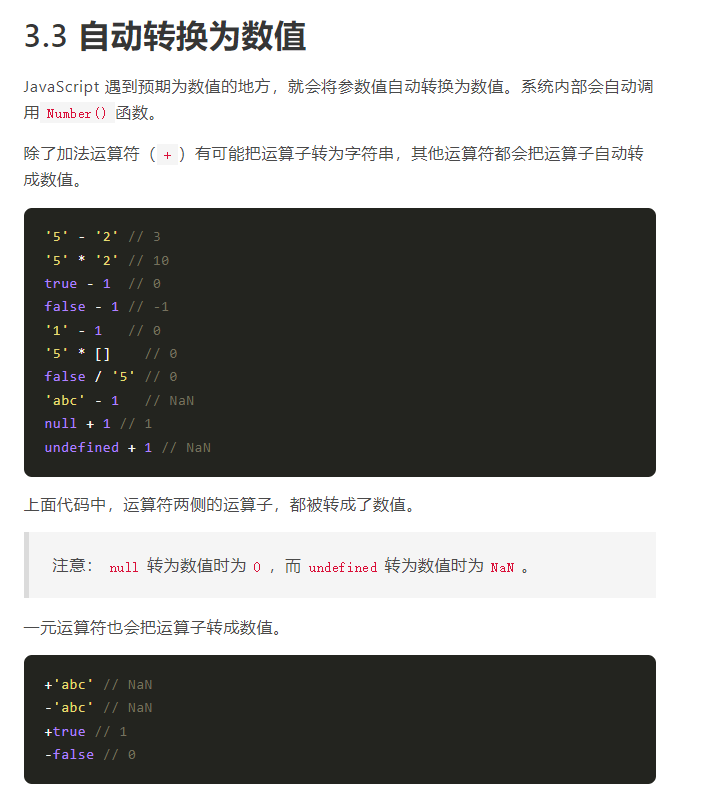 3.3 自动转换为数值
JavaScript 遇到预期为数值的地方，就会将参数值自动转换为数值。系统内部会自动调
用 Number() 函数。
除了加法运算符（ + ）有可能把运算子转为字符串，其他运算符都会把运算子自动转
成数值。
'5' - '2' // 3
'5' * '2' // 10
true - 1  // 0
false - 1 // -1
'1' - 1   // 0
'5' * []    // 0
false / '5' // 0
'abc' - 1   // NaN
null + 1 // 1
undefined + 1 // NaN
上面代码中，运算符两侧的运算子，都被转成了数值。
注意： null 转为数值时为 0 ，而 undefined 转为数值时为 NaN 。
一元运算符也会把运算子转成数值。
+'abc' // NaN
-'abc' // NaN
+true // 1
-false // 0